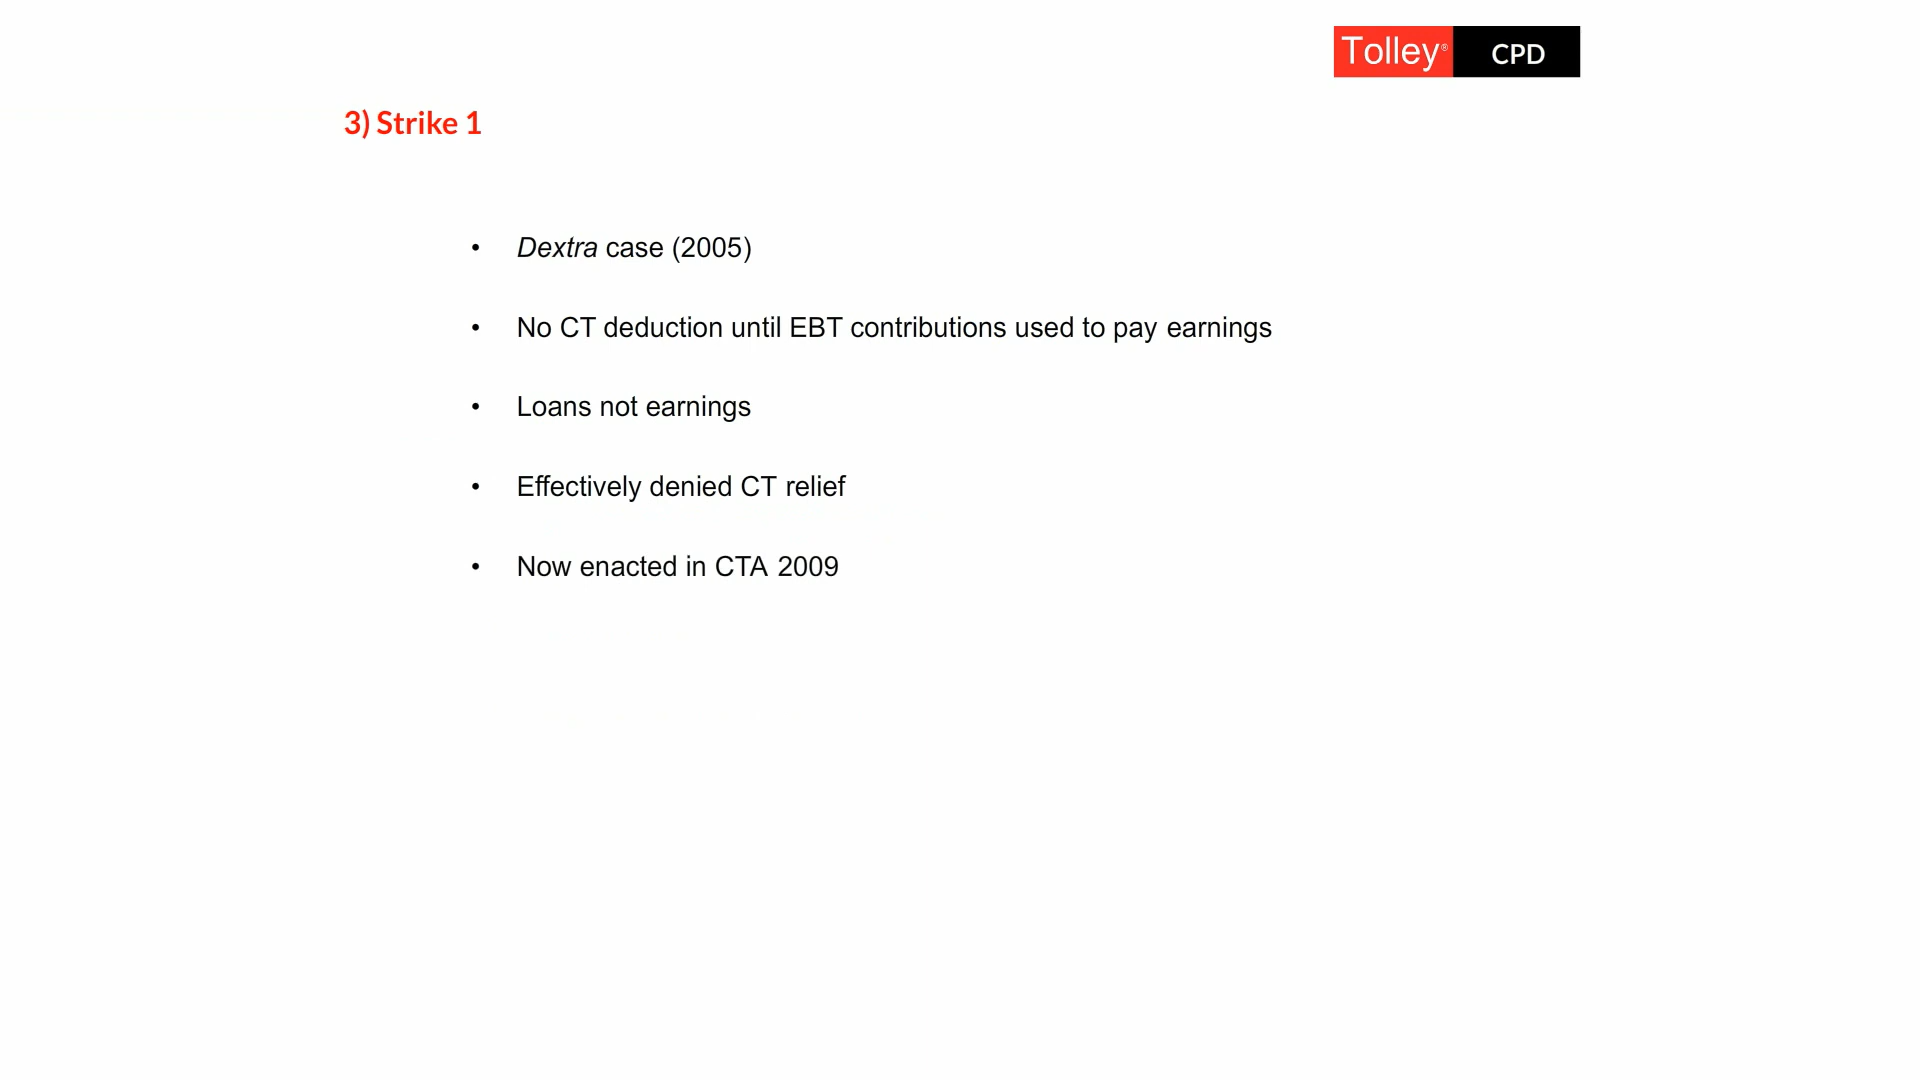 Tolley® CPD
3) Strike 1
• Dextra case (2005)
• No CT deduction until EBT contributions used to pay earnings
• Loans not earnings
• Effectively denied CT relief
• Now enacted in CTA 2009